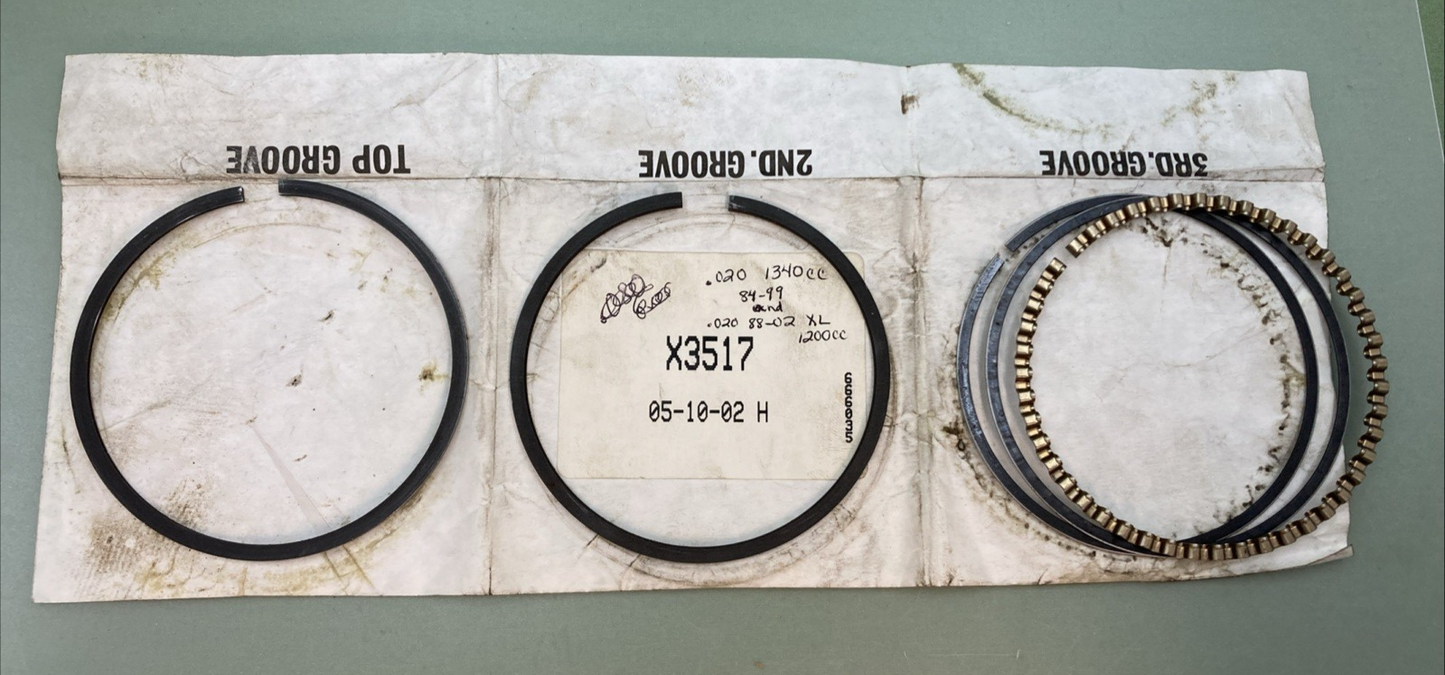 TOP GROOVE
2ND. GROOVE
3RD. GROOVE
.020 1340cc
84-99
and
.020 88-02 XL
1200cc
X3517
05-10-02 H
666035